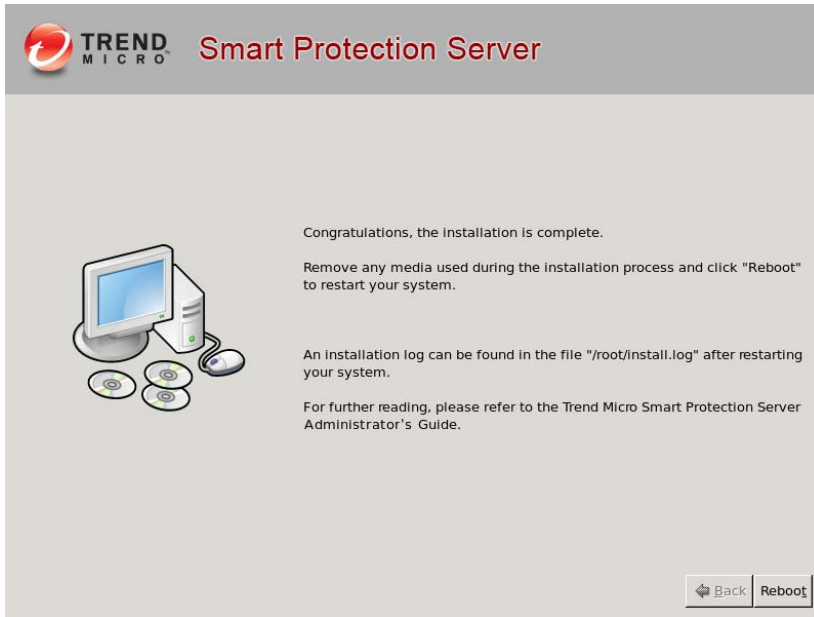 TREND
MICRO™
Smart Protection Server
Congratulations, the installation is complete.
Remove any media used during the installation process and click "Reboot"
to restart your system.
An installation log can be found in the file "/root/install.log" after restarting
your system.
For further reading, please refer to the Trend Micro Smart Protection Server
Administrator's Guide.
Back
Reboot